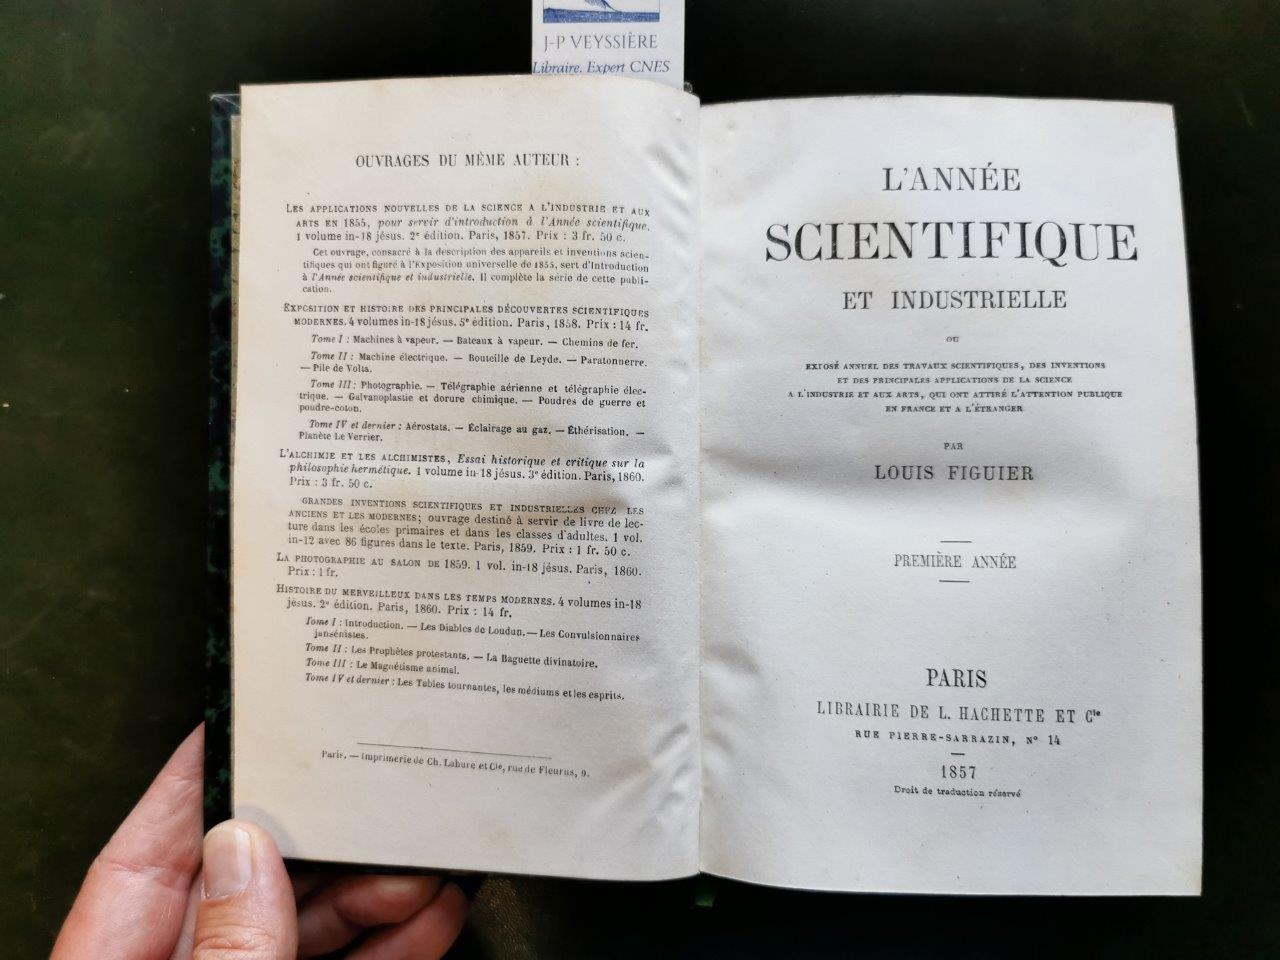 J-P VEYSSIÈRE
Libraire. Expert CNES
OUVRAGES DU MÊME AUTEUR :
LES APPLICATIONS NOUVELLES DE LA SCIENCE A L'INDUSTRIE ET AUX
ARTS EN 1855, pour servir d'introduction à l'Année scientifique.
1 volume in-18 jésus. 2e édition. Paris, 1857. Prix : 3 fr. 50 c.
Cet ouvrage, consacré à la description des appareils et inventions scien-
tifiques qui ont figuré à l'Exposition universelle de 1855, sert d'Introduction
à l'Année scientifique et industrielle. Il complète la série de cette publi-
cation.
EXPOSITION ET HISTOIRE DES PRINCIPALES DÉCOUVERTES SCIENTIFIQUES
MODERNES. 4 volumes in-18 jésus. 5e édition. Paris, 1858. Prix : 14 fr.
Tome I : Machines à vapeur. — Bateaux à vapeur. — Chemins de fer.
Tome II : Machine électrique. — Bouteille de Leyde. — Paratonnerre.
— Pile de Volta.
Tome III : Photographie. — Télégraphie aérienne et télégraphie élec-
trique. — Galvanoplastie et dorure chimique. — Poudres de guerre et
poudre-coton.
Tome IV et dernier : Aérostats. — Éclairage au gaz. — Éthérisation. —
Planète Le Verrier.
L'ALCHIMIE ET LES ALCHIMISTES, Essai historique et critique sur la
philosophie hermétique. 1 volume in-18 jésus. 3e édition. Paris, 1860.
Prix : 3 fr. 50 c.
GRANDES INVENTIONS SCIENTIFIQUES ET INDUSTRIELLES CHEZ LES
ANCIENS ET LES MODERNES; ouvrage destiné à servir de livre de lec-
ture dans les écoles primaires et dans les classes d'adultes. 1 vol.
in-12 avec 86 figures dans le texte. Paris, 1859. Prix : 1 fr. 50 c.
LA PHOTOGRAPHIE AU SALON DE 1859. 1 vol. in-18 jésus. Paris, 1860.
Prix : 1 fr.
HISTOIRE DU MERVEILLEUX DANS LES TEMPS MODERNES. 4 volumes in-18
jésus. 2e édition. Paris, 1860. Prix : 14 fr.
Tome I : Introduction. — Les Diables de Loudun. — Les Convulsionnaires
jansénistes.
Tome II : Les Prophètes protestants. — La Baguette divinatoire.
Tome III : Le Magnétisme animal.
Tome IV et dernier : Les Tables tournantes, les médiums et les esprits.
Paris. — Imprimerie de Ch. Lahure et Cie, rue de Fleurus, 9.
L'ANNÉE
SCIENTIFIQUE
ET INDUSTRIELLE
OU
EXPOSÉ ANNUEL DES TRAVAUX SCIENTIFIQUES, DES INVENTIONS
ET DES PRINCIPALES APPLICATIONS DE LA SCIENCE
A L'INDUSTRIE ET AUX ARTS, QUI ONT ATTIRÉ L'ATTENTION PUBLIQUE
EN FRANCE ET A L'ÉTRANGER
PAR
LOUIS FIGUIER
PREMIÈRE ANNÉE
PARIS
LIBRAIRIE DE L. HACHETTE ET Cie
RUE PIERRE-SARRAZIN, N° 14
1857
Droit de traduction réservé